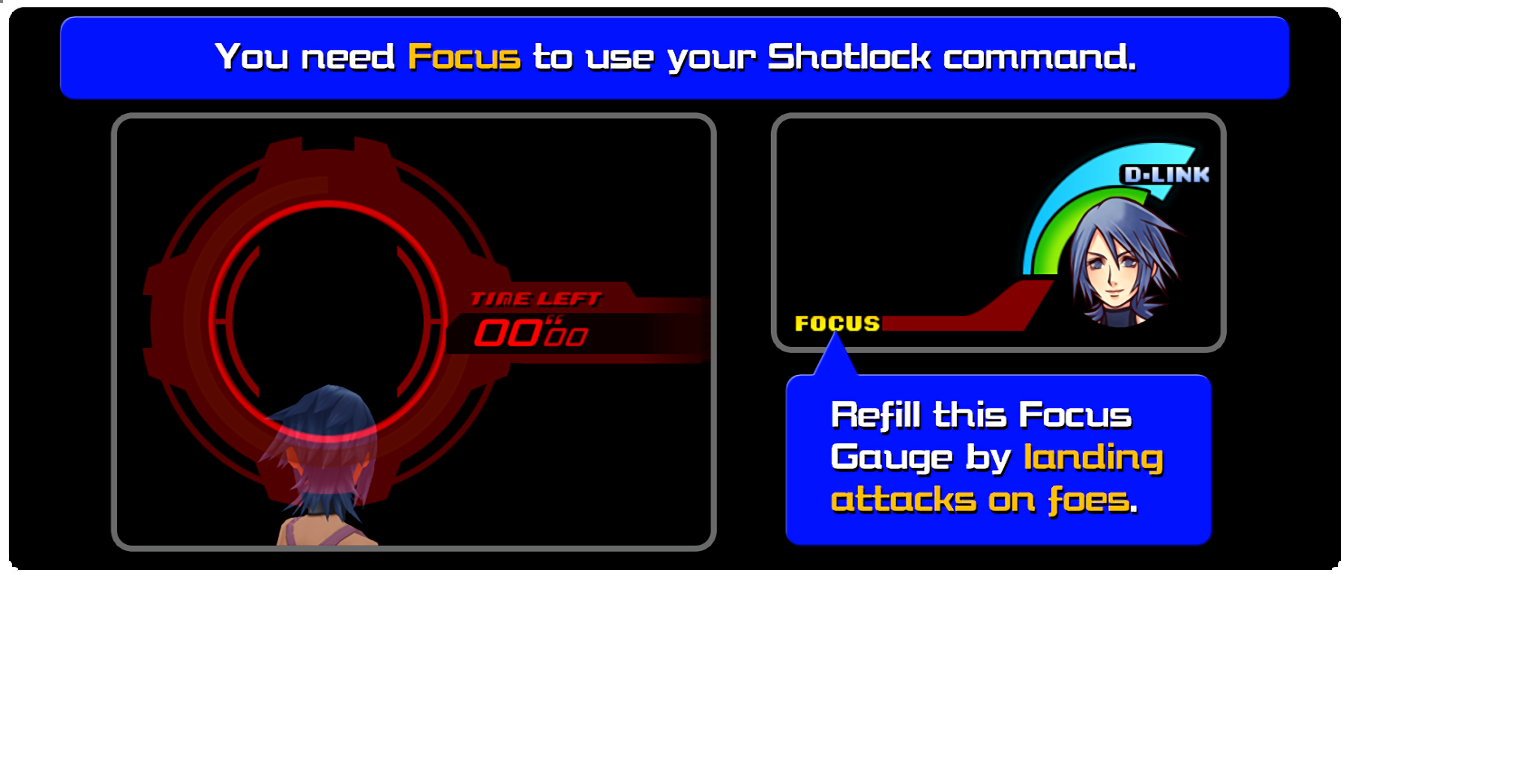 You need Focus to use your Shotlock command.
TIME LEFT
00"00
D-LINK
FOCUS
Refill this Focus
Gauge by landing
attacks on foes.